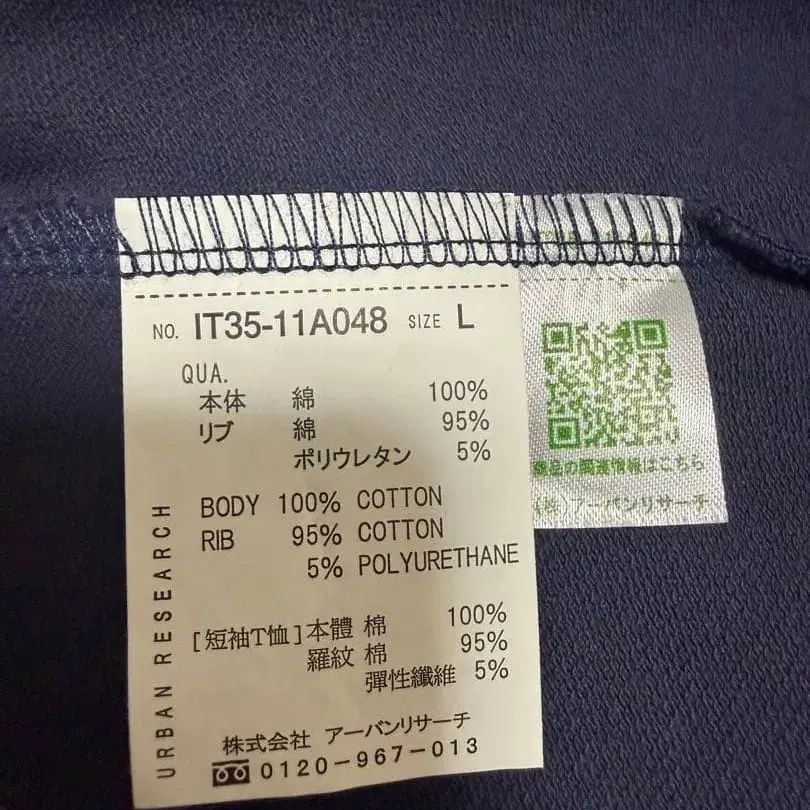 NO. IT35-11A048 SIZE L
QUA.
本体 綿 100%
リブ 綿 95%
ポリウレタン 5%
BODY 100% COTTON
RIB 95% COTTON
5% POLYURETHANE
[短袖T恤]本體 棉 100%
羅紋 棉 95%
彈性纖維 5%
株式会社 アーバンリサーチ
0120-967-013
URBAN RESEARCH
商品の関連情報はこちら
(株)アーバンリサーチ